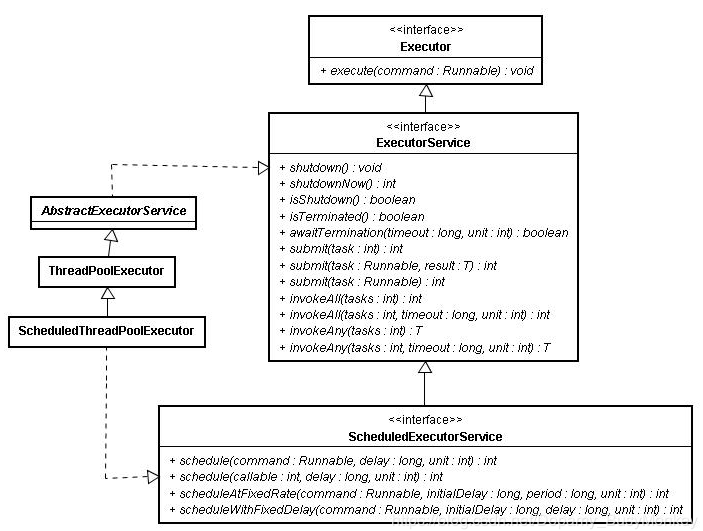 <<interface>>
Executor
+ execute(command : Runnable) : void
<<interface>>
ExecutorService
+ shutdown() : void
+ shutdownNow() : int
+ isShutdown() : boolean
+ isTerminated() : boolean
+ awaitTermination(timeout : long, unit : int) : boolean
+ submit(task : int) : int
+ submit(task : Runnable, result : T) : int
+ submit(task : Runnable) : int
+ invokeAll(tasks : int) : int
+ invokeAll(tasks : int, timeout : long, unit : int) : int
+ invokeAny(tasks : int) : T
+ invokeAny(tasks : int, timeout : long, unit : int) : T
AbstractExecutorService
ThreadPoolExecutor
ScheduledThreadPoolExecutor
<<interface>>
ScheduledExecutorService
+ schedule(command : Runnable, delay : long, unit : int) : int
+ schedule(callable : int, delay : long, unit : int) : int
+ scheduleAtFixedRate(command : Runnable, initialDelay : long, period : long, unit : int) : int
+ scheduleWithFixedDelay(command : Runnable, initialDelay : long, delay : long, unit : int) : int